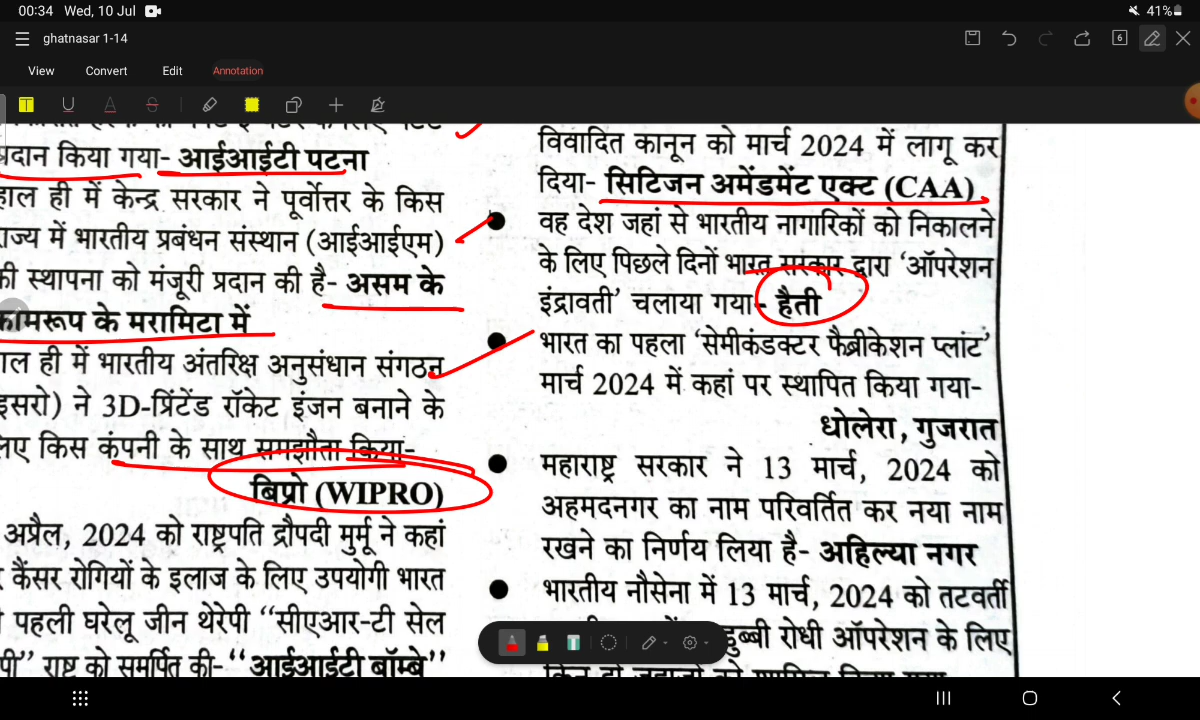 00:34 Wed, 10 Jul
41%
ghatnasar 1-14
6
View Convert Edit Annotation
T U A S
प्रदान किया गया- आईआईटी पटना
हाल ही में केन्द्र सरकार ने पूर्वोत्तर के किस
राज्य में भारतीय प्रबंधन संस्थान (आईआईएम)
की स्थापना को मंजूरी प्रदान की है- असम के
कामरूप के मरामिटा में
हाल ही में भारतीय अंतरिक्ष अनुसंधान संगठन
(इसरो) ने 3D-प्रिंटेड रॉकेट इंजन बनाने के
लिए किस कंपनी के साथ समझौता किया-
बिप्रो (WIPRO)
अप्रैल, 2024 को राष्ट्रपति द्रौपदी मुर्मू ने कहां
कैंसर रोगियों के इलाज के लिए उपयोगी भारत
पहली घरेलू जीन थेरेपी “सीएआर-टी सेल
पी” राष्ट्र को समर्पित की- “आईआईटी बॉम्बे”
विवादित कानून को मार्च 2024 में लागू कर
दिया- सिटिजन अमेंडमेंट एक्ट (CAA)
● वह देश जहां से भारतीय नागरिकों को निकालने
के लिए पिछले दिनों भारत सरकार द्वारा ‘ऑपरेशन
इंद्रावती’ चलाया गया- हैती
● भारत का पहला ‘सेमीकंडक्टर फैब्रीकेशन प्लांट’
मार्च 2024 में कहां पर स्थापित किया गया-
धोलेरा, गुजरात
● महाराष्ट्र सरकार ने 13 मार्च, 2024 को
अहमदनगर का नाम परिवर्तित कर नया नाम
रखने का निर्णय लिया है- अहिल्या नगर
● भारतीय नौसेना में 13 मार्च, 2024 को तटवर्ती
डुब्बी रोधी ऑपरेशन के लिए